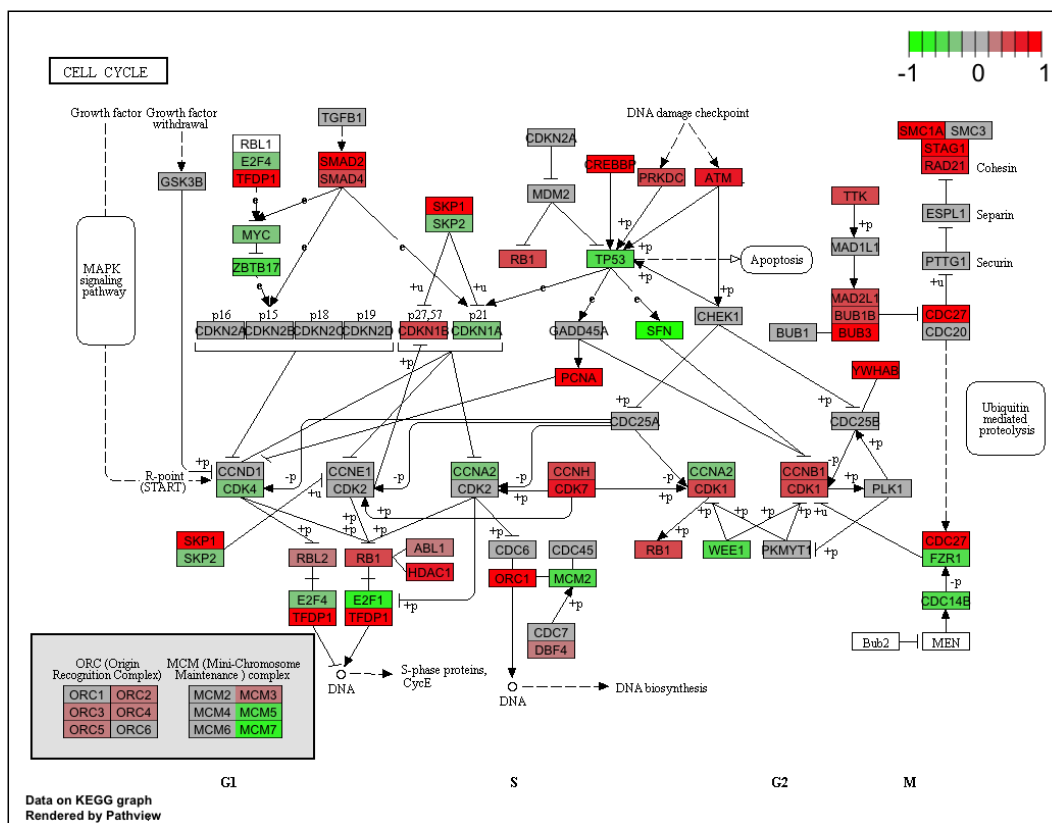 -1 0 1
CELL CYCLE
Growth factor
Growth factor
withdrawal
RBL1
E2F4
TFDP1
TGFB1
SMAD2
SMAD4
GSK3B
MYC
ZBTB17
MAPK
signaling
pathway
SKP1
SKP2
CDKN2A
MDM2
RB1
DNA damage checkpoint
CREBBP
PRKDC
ATM
TP53
Apoptosis
SMC1A
SMC3
STAG1
RAD21
Cohesin
TTK
MAD1L1
ESPL1
Separin
PTTG1
Securin
MAD2L1
BUB1B
BUB3
BUB1
CDC27
CDC20
e
e
e
e
e
e
e
+u
+u
+p
+p
+p
+p
+p
+u
p16
p15
p18
p19
CDKN2A
CDKN2B
CDKN2C
CDKN2D
p27,57
CDKN1B
p21
CDKN1A
GADD45A
SFN
CHEK1
PCNA
YWHAB
CDC25A
CDC25B
Ubiquitin
mediated
proteolysis
R-point
(START)
CCND1
CDK4
CCNE1
CDK2
CCNA2
CDK2
CCNH
CDK7
CCNA2
CDK1
CCNB1
CDK1
PLK1
+p
+p
-p
+u
-p
-p
+p
-p
+p
+p
+p
-p
+p
+p
+u
SKP1
SKP2
+p
+p
+p
+p
+p
+p
+p
+p
+p
RBL2
RB1
ABL1
HDAC1
CDC6
CDC45
ORC1
MCM2
RB1
WEE1
PKMYT1
CDC27
FZR1
-p
CDC14B
E2F4
TFDP1
E2F1
TFDP1
+p
+p
CDC7
DBF4
Bub2
MEN
DNA
S-phase proteins,
CycE
DNA
DNA biosynthesis
ORC (Origin
Recognition Complex)
ORC1
ORC2
ORC3
ORC4
ORC5
ORC6
MCM (Mini-Chromosome
Maintenance ) complex
MCM2
MCM3
MCM4
MCM5
MCM6
MCM7
G1
S
G2
M
Data on KEGG graph
Rendered by Pathview